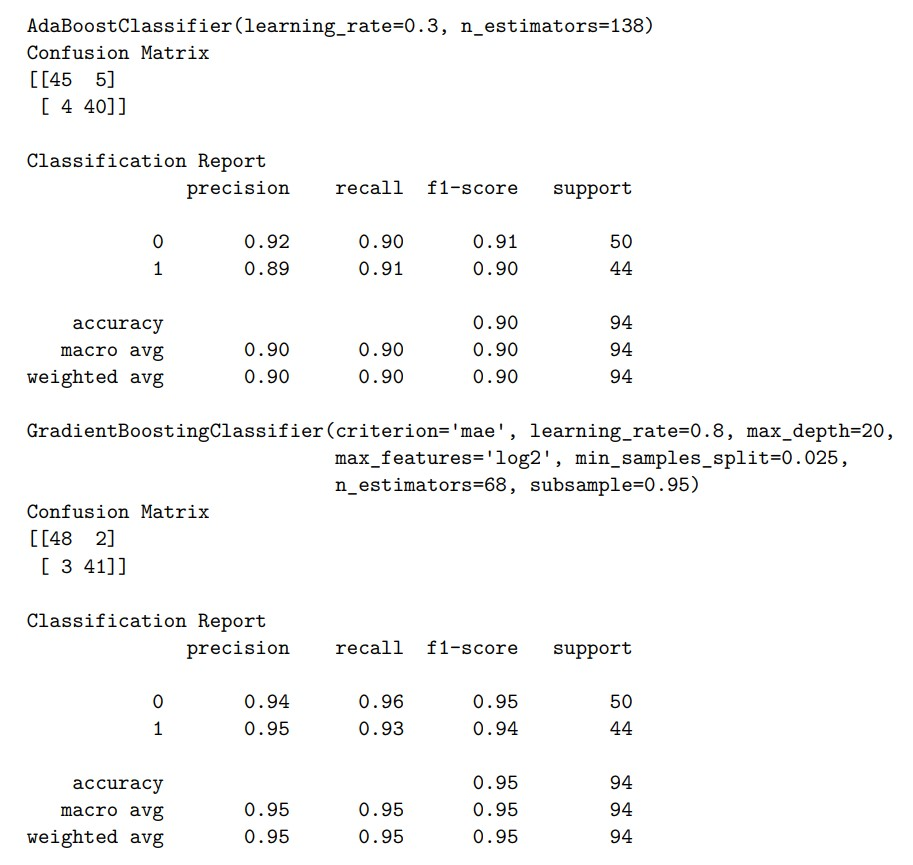 AdaBoostClassifier(learning_rate=0.3, n_estimators=138)
Confusion Matrix
[[45  5]
 [ 4 40]]
Classification Report
              precision    recall  f1-score   support
           0       0.92      0.90      0.91        50
           1       0.89      0.91      0.90        44
    accuracy                           0.90        94
   macro avg       0.90      0.90      0.90        94
weighted avg       0.90      0.90      0.90        94
GradientBoostingClassifier(criterion='mae', learning_rate=0.8, max_depth=20,
                           max_features='log2', min_samples_split=0.025,
                           n_estimators=68, subsample=0.95)
Confusion Matrix
[[48  2]
 [ 3 41]]
Classification Report
              precision    recall  f1-score   support
           0       0.94      0.96      0.95        50
           1       0.95      0.93      0.94        44
    accuracy                           0.95        94
   macro avg       0.95      0.95      0.95        94
weighted avg       0.95      0.95      0.95        94